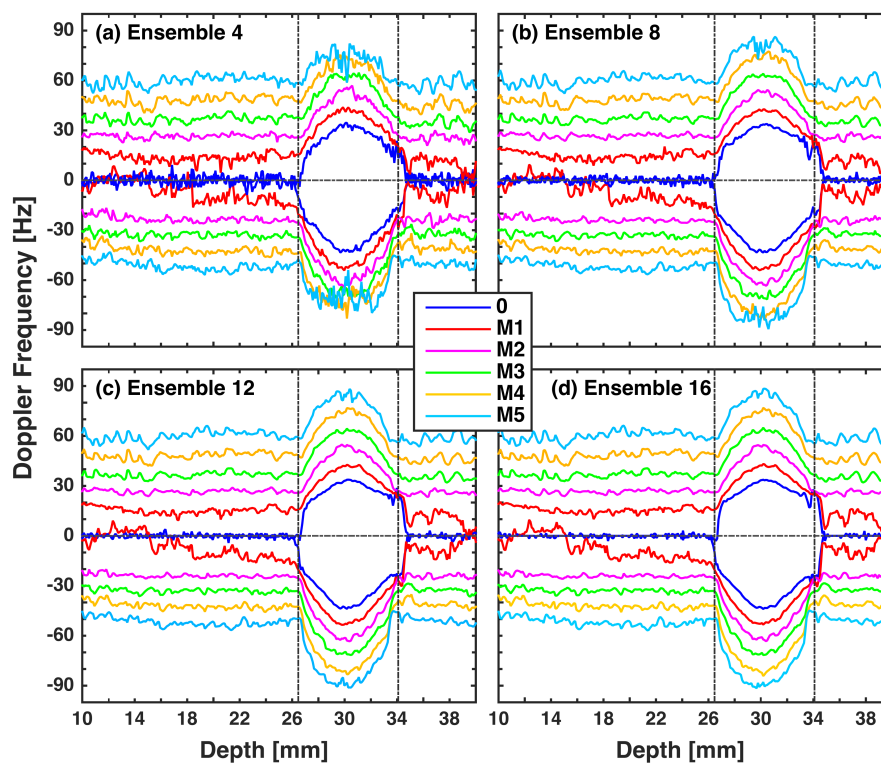 (a) Ensemble 4
(b) Ensemble 8
90
60
30
0
-30
-60
-90
Doppler Frequency [Hz]
0
M1
M2
M3
M4
M5
(c) Ensemble 12
(d) Ensemble 16
90
60
30
0
-30
-60
-90
10 14 18 22 26 30 34 38
10 14 18 22 26 30 34 38
Depth [mm]
Depth [mm]